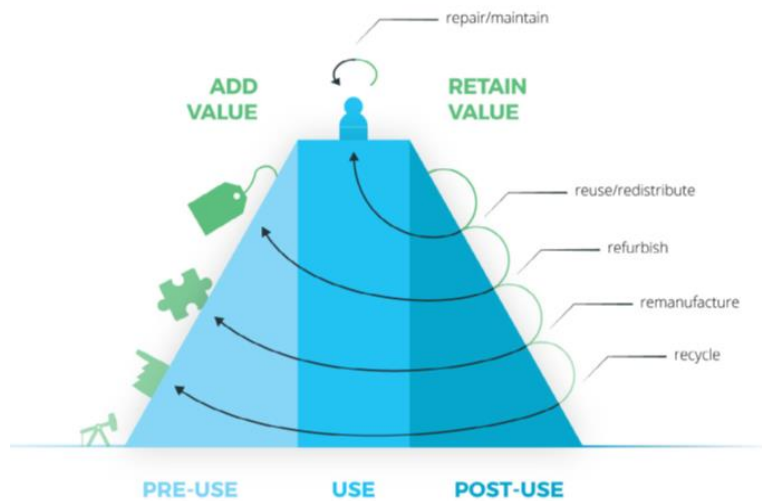 repair/maintain
ADD
VALUE
RETAIN
VALUE
reuse/redistribute
refurbish
remanufacture
recycle
PRE-USE
USE
POST-USE